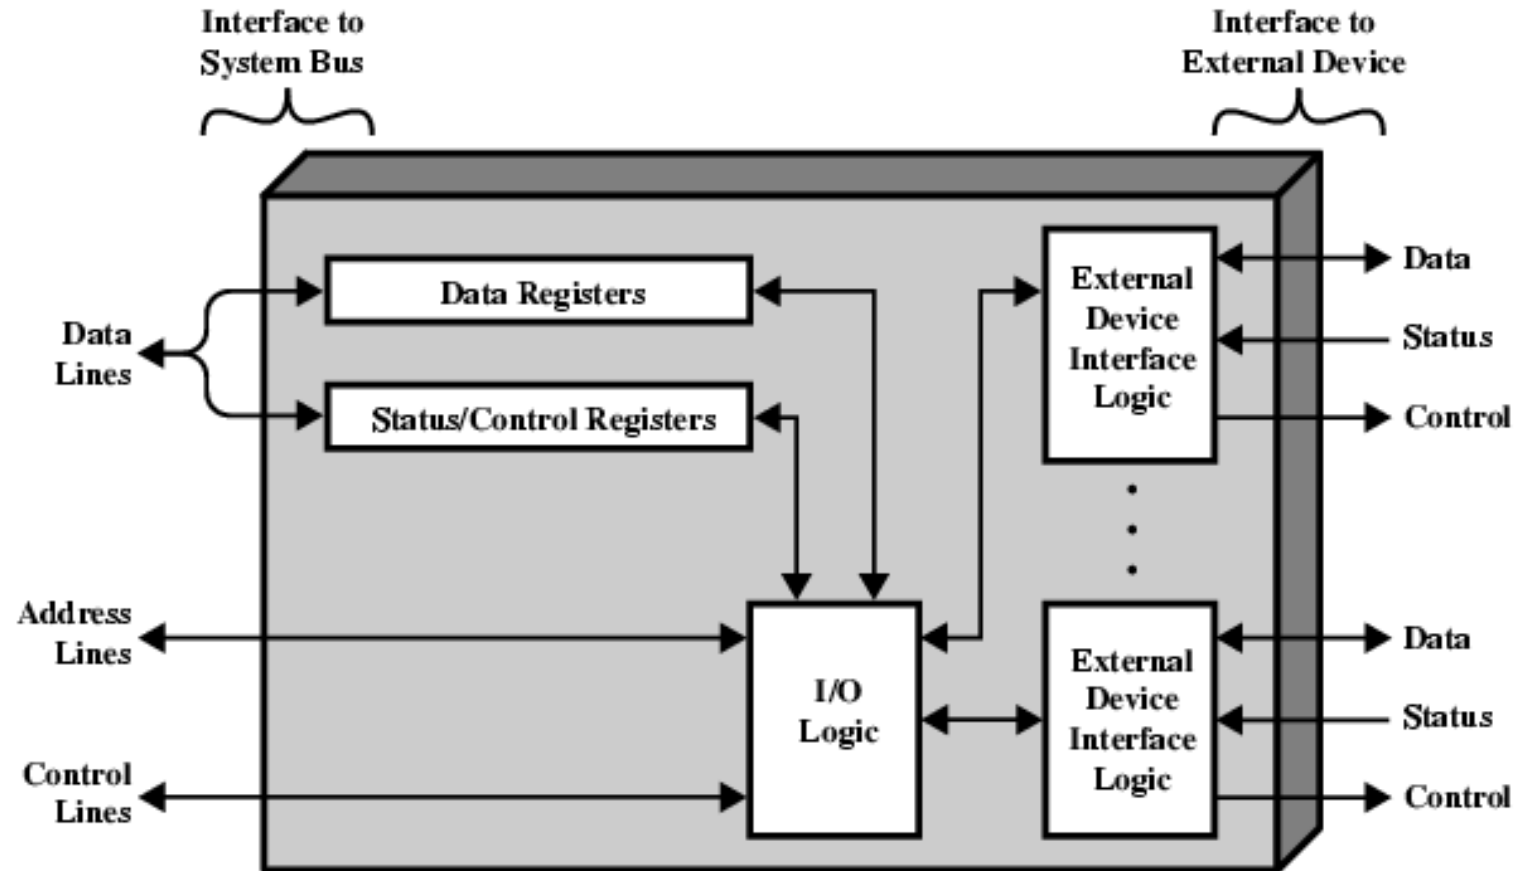 Interface to
System Bus
Interface to
External Device
Data Registers
Status/Control Registers
Data
Lines
Address
Lines
Control
Lines
I/O
Logic
External
Device
Interface
Logic
Data
Status
Control
External
Device
Interface
Logic
Data
Status
Control